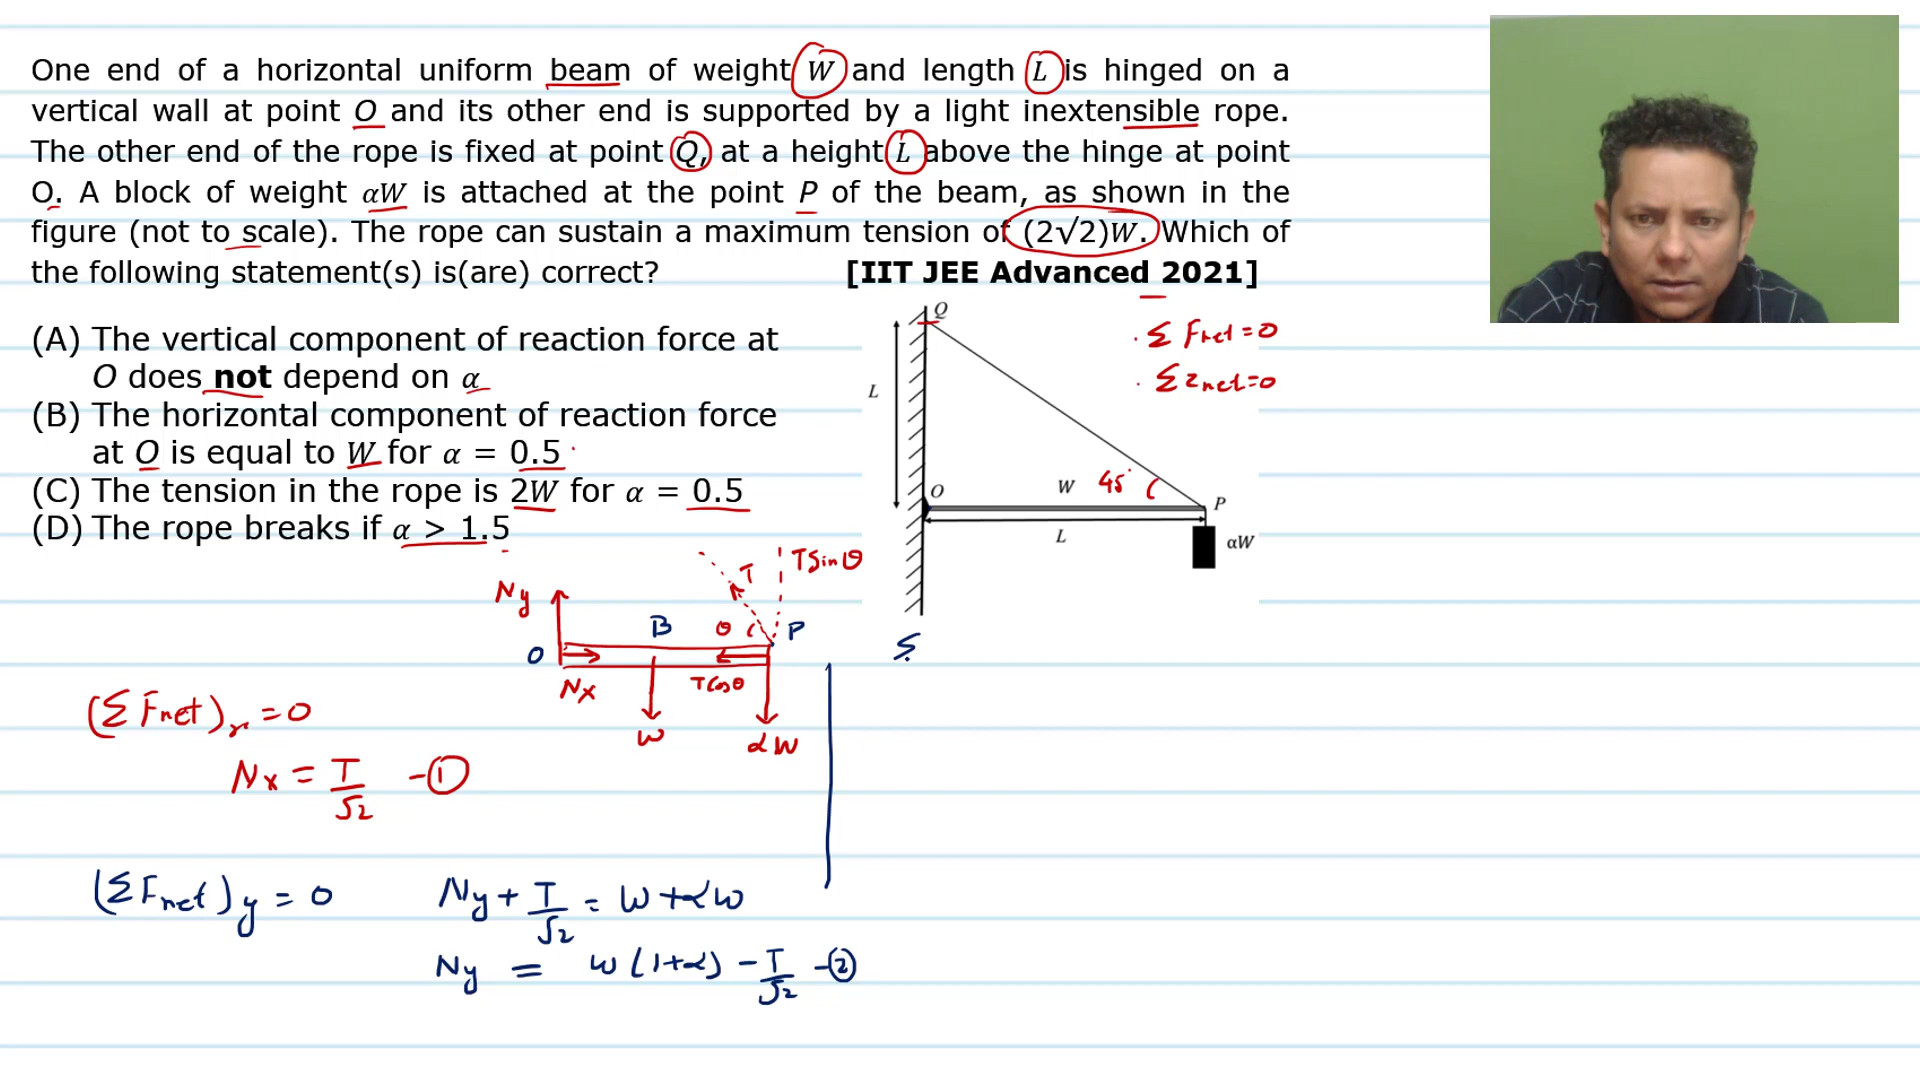 One end of a horizontal uniform beam of weight W and length L is hinged on a
vertical wall at point O and its other end is supported by a light inextensible rope.
The other end of the rope is fixed at point Q, at a height L above the hinge at point
O. A block of weight αW is attached at the point P of the beam, as shown in the
figure (not to scale). The rope can sustain a maximum tension of (2√2)W. Which of
the following statement(s) is(are) correct? [IIT JEE Advanced 2021]
(A) The vertical component of reaction force at
O does not depend on α
(B) The horizontal component of reaction force
at O is equal to W for α = 0.5
(C) The tension in the rope is 2W for α = 0.5
(D) The rope breaks if α > 1.5
Q
· Σ Fnet = 0
· Στnet = 0
L
O
W
45°
P
L
αW
Ny
T
T sinθ
O
B
θ
P
Nx
T cosθ
W
αW
(ΣFnet)x = 0
Nx = T/√2 -①
(ΣFnet)y = 0
Ny + T/√2 = W + αW
Ny = W(1+α) - T/√2 -②